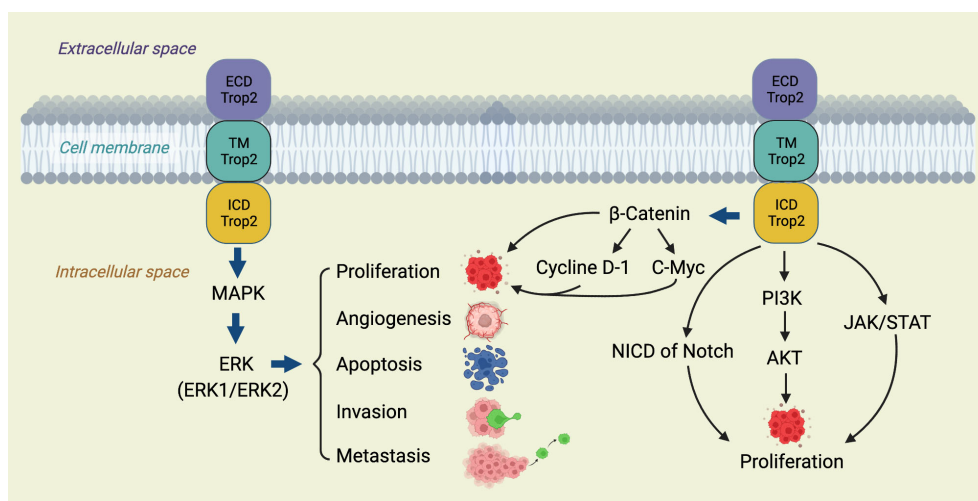 Extracellular space
ECD
Trop2
ECD
Trop2
Cell membrane
TM
Trop2
TM
Trop2
ICD
Trop2
ICD
Trop2
β-Catenin
Intracellular space
Proliferation
Cycline D-1
C-Myc
MAPK
PI3K
Angiogenesis
JAK/STAT
NICD of Notch
ERK
(ERK1/ERK2)
Apoptosis
AKT
Invasion
Metastasis
Proliferation